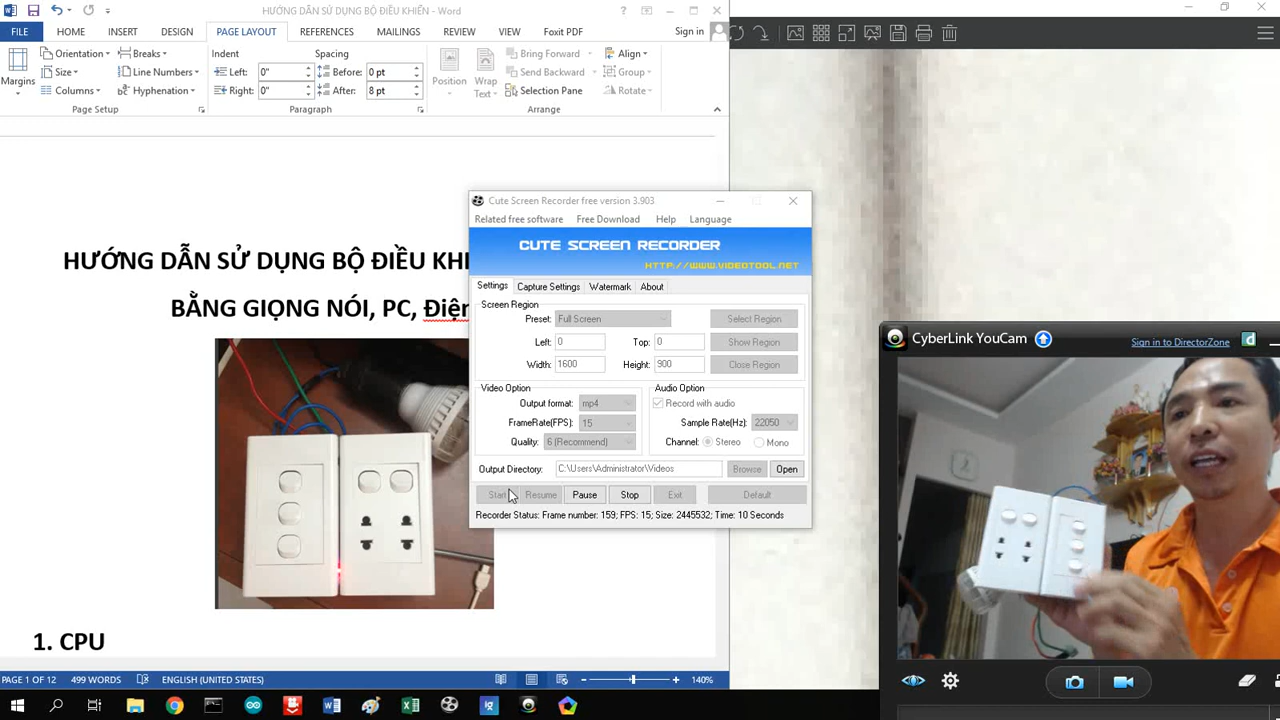 HƯỚNG DẪN SỬ DỤNG BỘ ĐIỀU KHIỂN - Word
FILE HOME INSERT DESIGN PAGE LAYOUT REFERENCES MAILINGS REVIEW VIEW Foxit PDF Sign in
Orientation Breaks Indent Spacing Bring Forward Align
Size Line Numbers Left: 0" Before: 0 pt Send Backward Group
Margins Columns Hyphenation Right: 0" After: 8 pt Position Wrap Text Selection Pane Rotate
Page Setup Paragraph Arrange
HƯỚNG DẪN SỬ DỤNG BỘ ĐIỀU KHI
BẰNG GIỌNG NÓI, PC, Điện
1. CPU
PAGE 1 OF 12 499 WORDS ENGLISH (UNITED STATES) 140%
Cute Screen Recorder free version 3.903
Related free software Free Download Help Language
CUTE SCREEN RECORDER
HTTP://WWW.VIDEOTOOL.NET
Settings Capture Settings Watermark About
Screen Region
Preset: Full Screen Select Region
Left: 0 Top: 0 Show Region
Width: 1600 Height: 900 Close Region
Video Option Audio Option
Output format: mp4 Record with audio
FrameRate(FPS): 15 Sample Rate(Hz): 22050
Quality: 6 (Recommend) Channel: Stereo Mono
Output Directory: C:\Users\Administrator\Videos Browse Open
Start Resume Pause Stop Exit Default
Recorder Status: Frame number: 159; FPS: 15; Size: 2445532; Time: 10 Seconds
CyberLink YouCam Sign in to DirectorZone